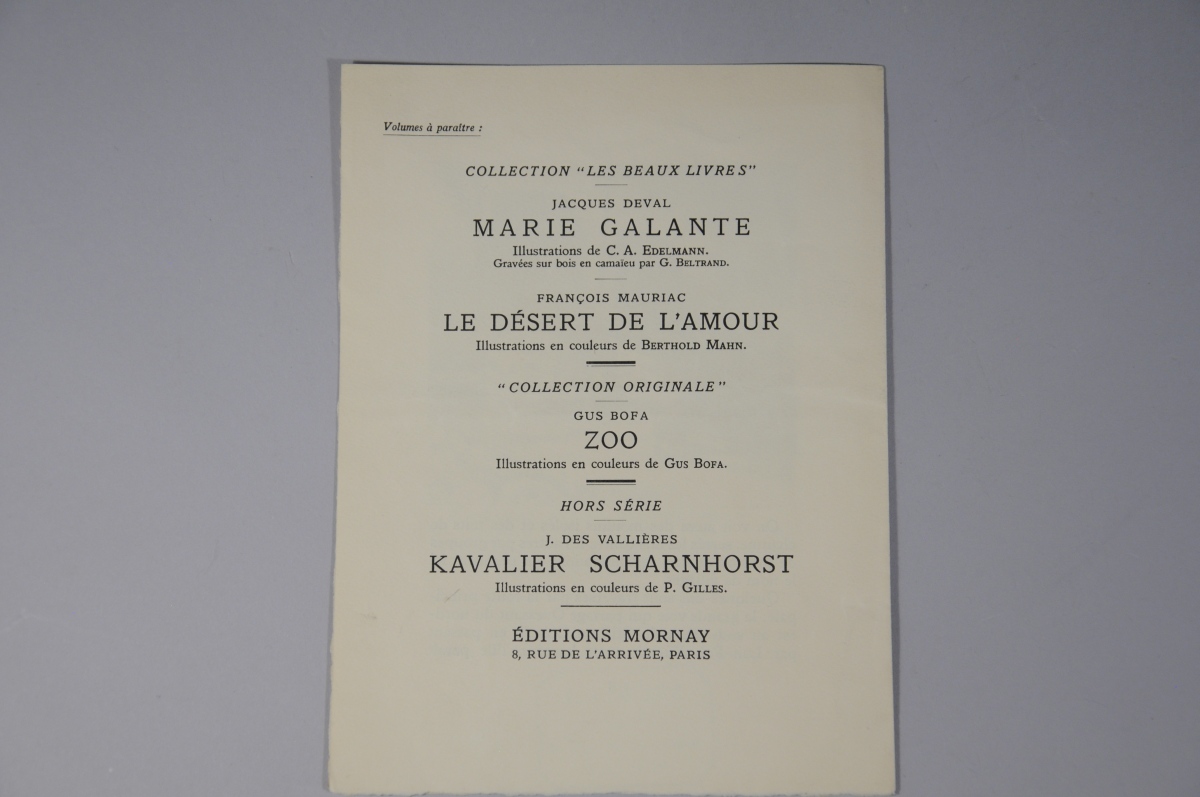 Volumes à paraître :
COLLECTION “LES BEAUX LIVRES”
JACQUES DEVAL
MARIE GALANTE
Illustrations de C. A. EDELMANN.
Gravées sur bois en camaïeu par G. BELTRAND.
FRANÇOIS MAURIAC
LE DÉSERT DE L'AMOUR
Illustrations en couleurs de BERTHOLD MAHN.
“COLLECTION ORIGINALE”
GUS BOFA
ZOO
Illustrations en couleurs de GUS BOFA.
HORS SÉRIE
J. DES VALLIÈRES
KAVALIER SCHARNHORST
Illustrations en couleurs de P. GILLES.
ÉDITIONS MORNAY
8, RUE DE L'ARRIVÉE, PARIS